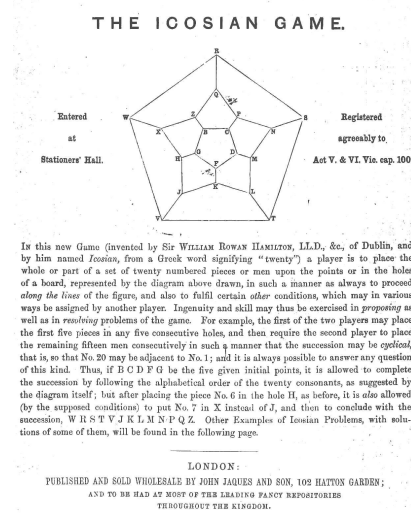 THE ICOSIAN GAME.
R
Entered
at
Stationers' Hall.
Registered
agreeably to
Act V. & VI. Vic. cap. 100
W
S
Q
Z
P
X
N
B
C
H
G
D
M
F
J
K
L
V
T
IN this new Game (invented by Sir WILLIAM ROWAN HAMILTON, LL.D., &c., of Dublin, and
by him named Icosian, from a Greek word signifying "twenty") a player is to place the
whole or part of a set of twenty numbered pieces or men upon the points or in the holes
of a board, represented by the diagram above drawn, in such a manner as always to proceed
along the lines of the figure, and also to fulfil certain other conditions, which may in various
ways be assigned by another player. Ingenuity and skill may thus be exercised in proposing as
well as in resolving problems of the game. For example, the first of the two players may place
the first five pieces in any five consecutive holes, and then require the second player to place
the remaining fifteen men consecutively in such a manner that the succession may be cyclical,
that is, so that No. 20 may be adjacent to No. 1; and it is always possible to answer any question
of this kind. Thus, if B C D F G be the five given initial points, it is allowed to complete
the succession by following the alphabetical order of the twenty consonants, as suggested by
the diagram itself; but after placing the piece No. 6 in the hole H, as before, it is also allowed
(by the supposed conditions) to put No. 7 in X instead of J, and then to conclude with the
succession, W R S T V J K L M N P Q Z. Other Examples of Icosian Problems, with solu-
tions of some of them, will be found in the following page.
LONDON:
PUBLISHED AND SOLD WHOLESALE BY JOHN JAQUES AND SON, 102 HATTON GARDEN;
AND TO BE HAD AT MOST OF THE LEADING FANCY REPOSITORIES
THROUGHOUT THE KINGDOM.